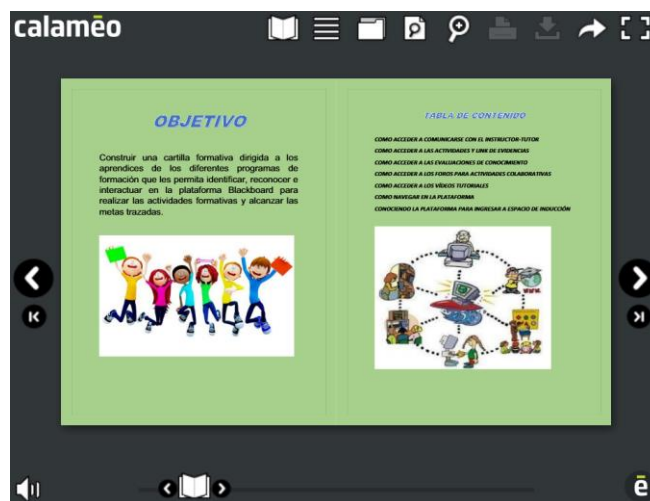 calamēo
OBJETIVO
Construir una cartilla formativa dirigida a los
aprendices de los diferentes programas de
formación que les permita identificar, reconocer e
interactuar en la plataforma Blackboard para
realizar las actividades formativas y alcanzar las
metas trazadas.
TABLA DE CONTENIDO
COMO ACCEDER A COMUNICARSE CON EL INSTRUCTOR-TUTOR
COMO ACCEDER A LAS ACTIVIDADES Y LINK DE EVIDENCIAS
COMO ACCEDER A LAS EVALUACIONES DE CONOCIMIENTO
COMO ACCEDER A LOS FOROS PARA ACTIVIDADES COLABORATIVAS
COMO ACCEDER A LOS VÍDEOS TUTORIALES
COMO NAVEGAR EN LA PLATAFORMA
CONOCIENDO LA PLATAFORMA PARA INGRESAR A ESPACIO DE INDUCCIÓN
WWW
ē